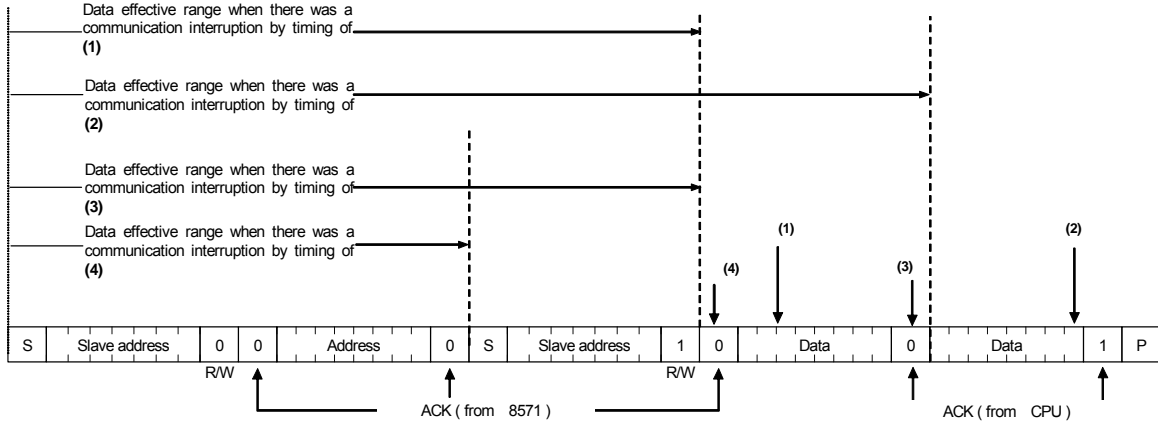 Data effective range when there was a
communication interruption by timing of
(1)
Data effective range when there was a
communication interruption by timing of
(2)
Data effective range when there was a
communication interruption by timing of
(3)
Data effective range when there was a
communication interruption by timing of
(4)
(1)
(2)
(4)
(3)
S Slave address 0 0 Address 0 S Slave address 1 0 Data 0 Data 1 P
R/W R/W
ACK ( from 8571 ) ACK ( from CPU )